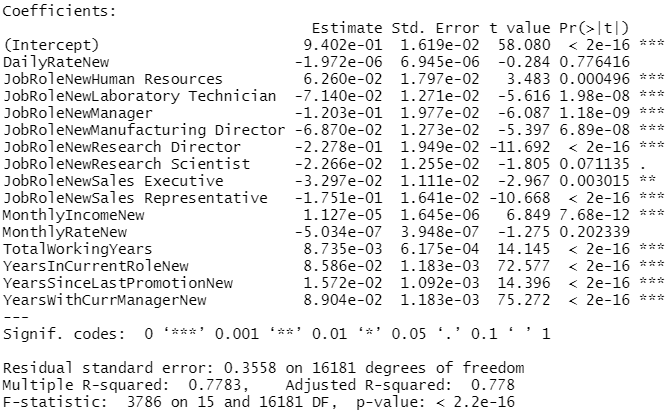 Coefficients:
Estimate Std. Error t value Pr(>|t|)
(Intercept) 9.402e-01 1.619e-02 58.080 < 2e-16 ***
DailyRateNew -1.972e-06 6.945e-06 -0.284 0.776416
JobRoleNewHuman Resources 6.260e-02 1.797e-02 3.483 0.000496 ***
JobRoleNewLaboratory Technician -7.140e-02 1.271e-02 -5.616 1.98e-08 ***
JobRoleNewManager -1.203e-01 1.977e-02 -6.087 1.18e-09 ***
JobRoleNewManufacturing Director -6.870e-02 1.273e-02 -5.397 6.89e-08 ***
JobRoleNewResearch Director -2.278e-01 1.949e-02 -11.692 < 2e-16 ***
JobRoleNewResearch Scientist -2.266e-02 1.255e-02 -1.805 0.071135 .
JobRoleNewSales Executive -3.297e-02 1.111e-02 -2.967 0.003015 **
JobRoleNewSales Representative -1.751e-01 1.641e-02 -10.668 < 2e-16 ***
MonthlyIncomeNew 1.127e-05 1.645e-06 6.849 7.68e-12 ***
MonthlyRateNew -5.034e-07 3.948e-07 -1.275 0.202339
TotalWorkingYears 8.735e-03 6.175e-04 14.145 < 2e-16 ***
YearsInCurrentRoleNew 8.586e-02 1.183e-03 72.577 < 2e-16 ***
YearsSinceLastPromotionNew 1.572e-02 1.092e-03 14.396 < 2e-16 ***
YearsWithCurrManagerNew 8.904e-02 1.183e-03 75.272 < 2e-16 ***
---
Signif. codes: 0 ‘***’ 0.001 ‘**’ 0.01 ‘*’ 0.05 ‘.’ 0.1 ‘ ’ 1
Residual standard error: 0.3558 on 16181 degrees of freedom
Multiple R-squared: 0.7783, Adjusted R-squared: 0.778
F-statistic: 3786 on 15 and 16181 DF, p-value: < 2.2e-16